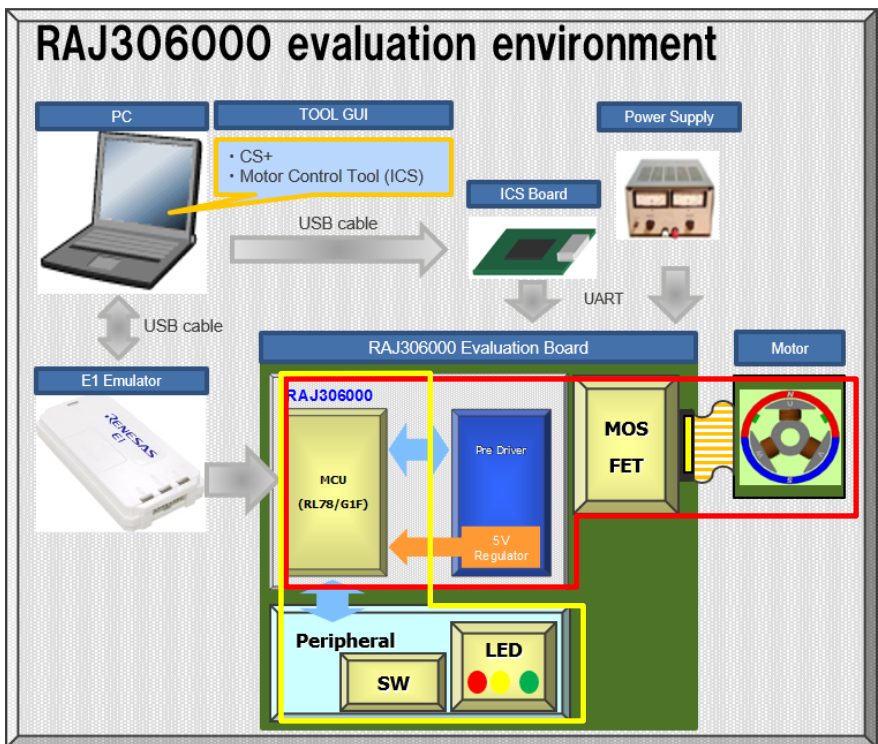 RAJ306000 evaluation environment
PC
TOOL GUI
Power Supply
・CS+
・Motor Control Tool (ICS)
ICS Board
USB cable
UART
USB cable
RAJ306000 Evaluation Board
Motor
E1 Emulator
RAJ306000
RENESAS
E1
MCU
(RL78/G1F)
Pre Driver
MOS
FET
N
U
W
V
S
5V
Regulator
Peripheral
SW
LED